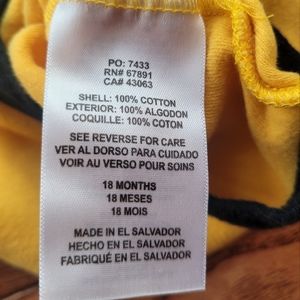 PO: 7433
RN# 67891
CA# 43063
SHELL: 100% COTTON
EXTERIOR: 100% ALGODON
COQUILLE: 100% COTON
SEE REVERSE FOR CARE
VER AL DORSO PARA CUIDADO
VOIR AU VERSO POUR SOINS
18 MONTHS
18 MESES
18 MOIS
MADE IN EL SALVADOR
HECHO EN EL SALVADOR
FABRIQUÉ EN EL SALVADOR